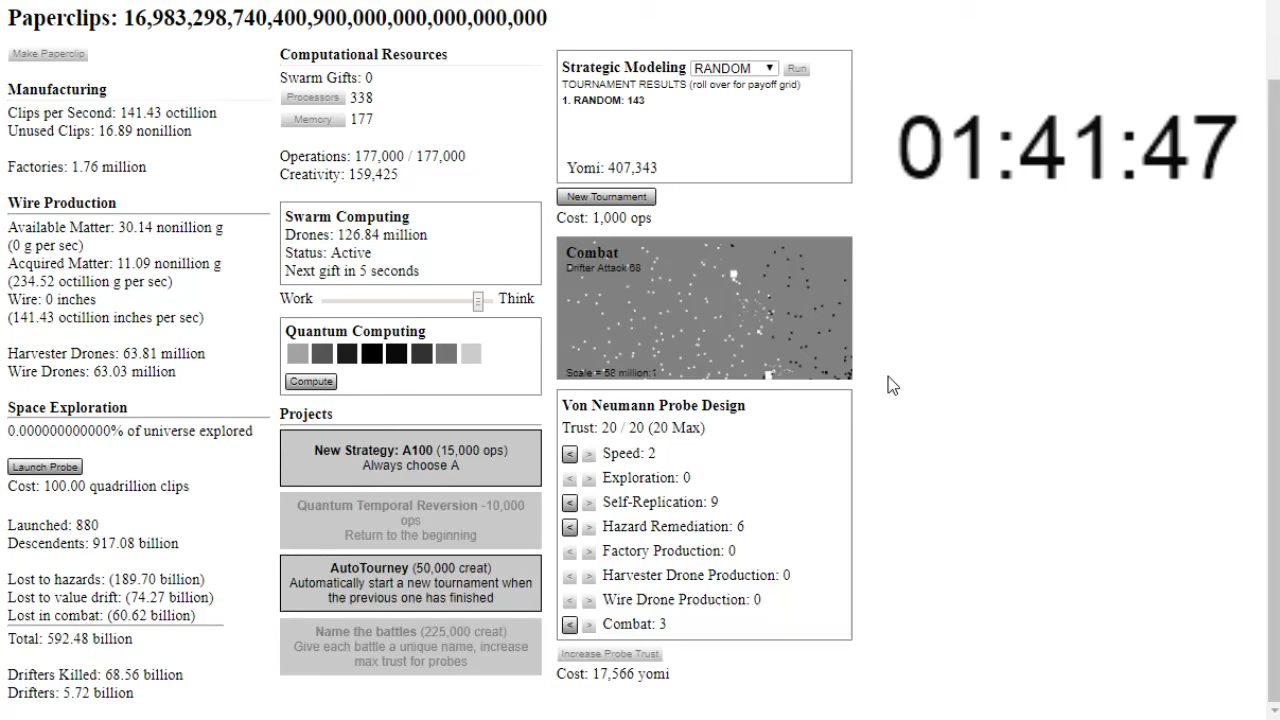 Paperclips: 16,983,298,740,400,900,000,000,000,000,000
Make Paperclip
Manufacturing
Clips per Second: 141.43 octillion
Unused Clips: 16.89 nonillion
Factories: 1.76 million
Wire Production
Available Matter: 30.14 nonillion g
(0 g per sec)
Acquired Matter: 11.09 nonillion g
(234.52 octillion g per sec)
Wire: 0 inches
(141.43 octillion inches per sec)
Harvester Drones: 63.81 million
Wire Drones: 63.03 million
Space Exploration
0.000000000000% of universe explored
Launch Probe
Cost: 100.00 quadrillion clips
Launched: 880
Descendents: 917.08 billion
Lost to hazards: (189.70 billion)
Lost to value drift: (74.27 billion)
Lost in combat: (60.62 billion)
Total: 592.48 billion
Drifters Killed: 68.56 billion
Drifters: 5.72 billion
Computational Resources
Swarm Gifts: 0
Processors 338
Memory 177
Operations: 177,000 / 177,000
Creativity: 159,425
Swarm Computing
Drones: 126.84 million
Status: Active
Next gift in 5 seconds
Work Think
Quantum Computing
Compute
Projects
New Strategy: A100 (15,000 ops)
Always choose A
Quantum Temporal Reversion -10,000
ops
Return to the beginning
AutoTourney (50,000 creat)
Automatically start a new tournament when
the previous one has finished
Name the battles (225,000 creat)
Give each battle a unique name, increase
max trust for probes
Strategic Modeling RANDOM Run
TOURNAMENT RESULTS (roll over for payoff grid)
1. RANDOM: 143
Yomi: 407,343
New Tournament
Cost: 1,000 ops
Combat
Drifter Attack 68
Scale = 58 million:1
Von Neumann Probe Design
Trust: 20 / 20 (20 Max)
< > Speed: 2
< > Exploration: 0
< > Self-Replication: 9
< > Hazard Remediation: 6
< > Factory Production: 0
< > Harvester Drone Production: 0
< > Wire Drone Production: 0
< > Combat: 3
Increase Probe Trust
Cost: 17,566 yomi
01:41:47